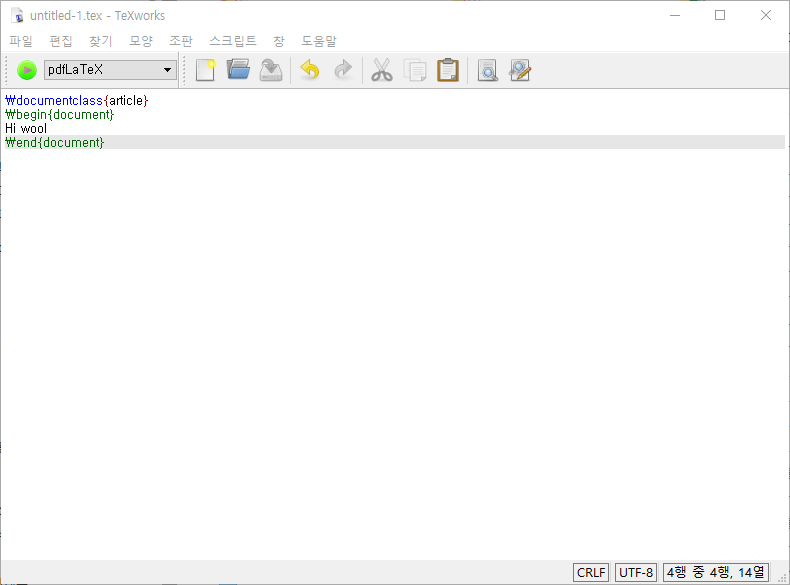 untitled-1.tex - TeXworks
파일 편집 찾기 모양 조판 스크립트 창 도움말
pdfLaTeX
₩documentclass{article}
₩begin{document}
Hi wool
₩end{document}
CRLF UTF-8 4행 중 4행, 14열